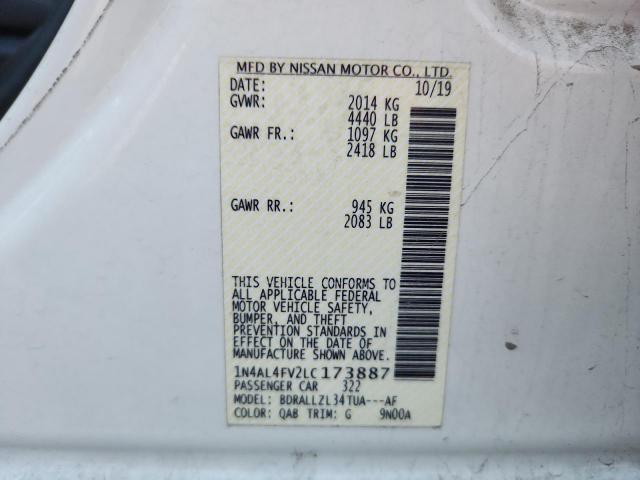 MFD BY NISSAN MOTOR CO., LTD.
DATE: 10/19
GVWR: 2014 KG
4440 LB
GAWR FR.: 1097 KG
2418 LB
GAWR RR.: 945 KG
2083 LB
THIS VEHICLE CONFORMS TO
ALL APPLICABLE FEDERAL
MOTOR VEHICLE SAFETY,
BUMPER, AND THEFT
PREVENTION STANDARDS IN
EFFECT ON THE DATE OF
MANUFACTURE SHOWN ABOVE.
1N4AL4FV2LC173887
PASSENGER CAR 322
MODEL: BDRALLZL34TUA---AF
COLOR: QAB TRIM: G 9N00A